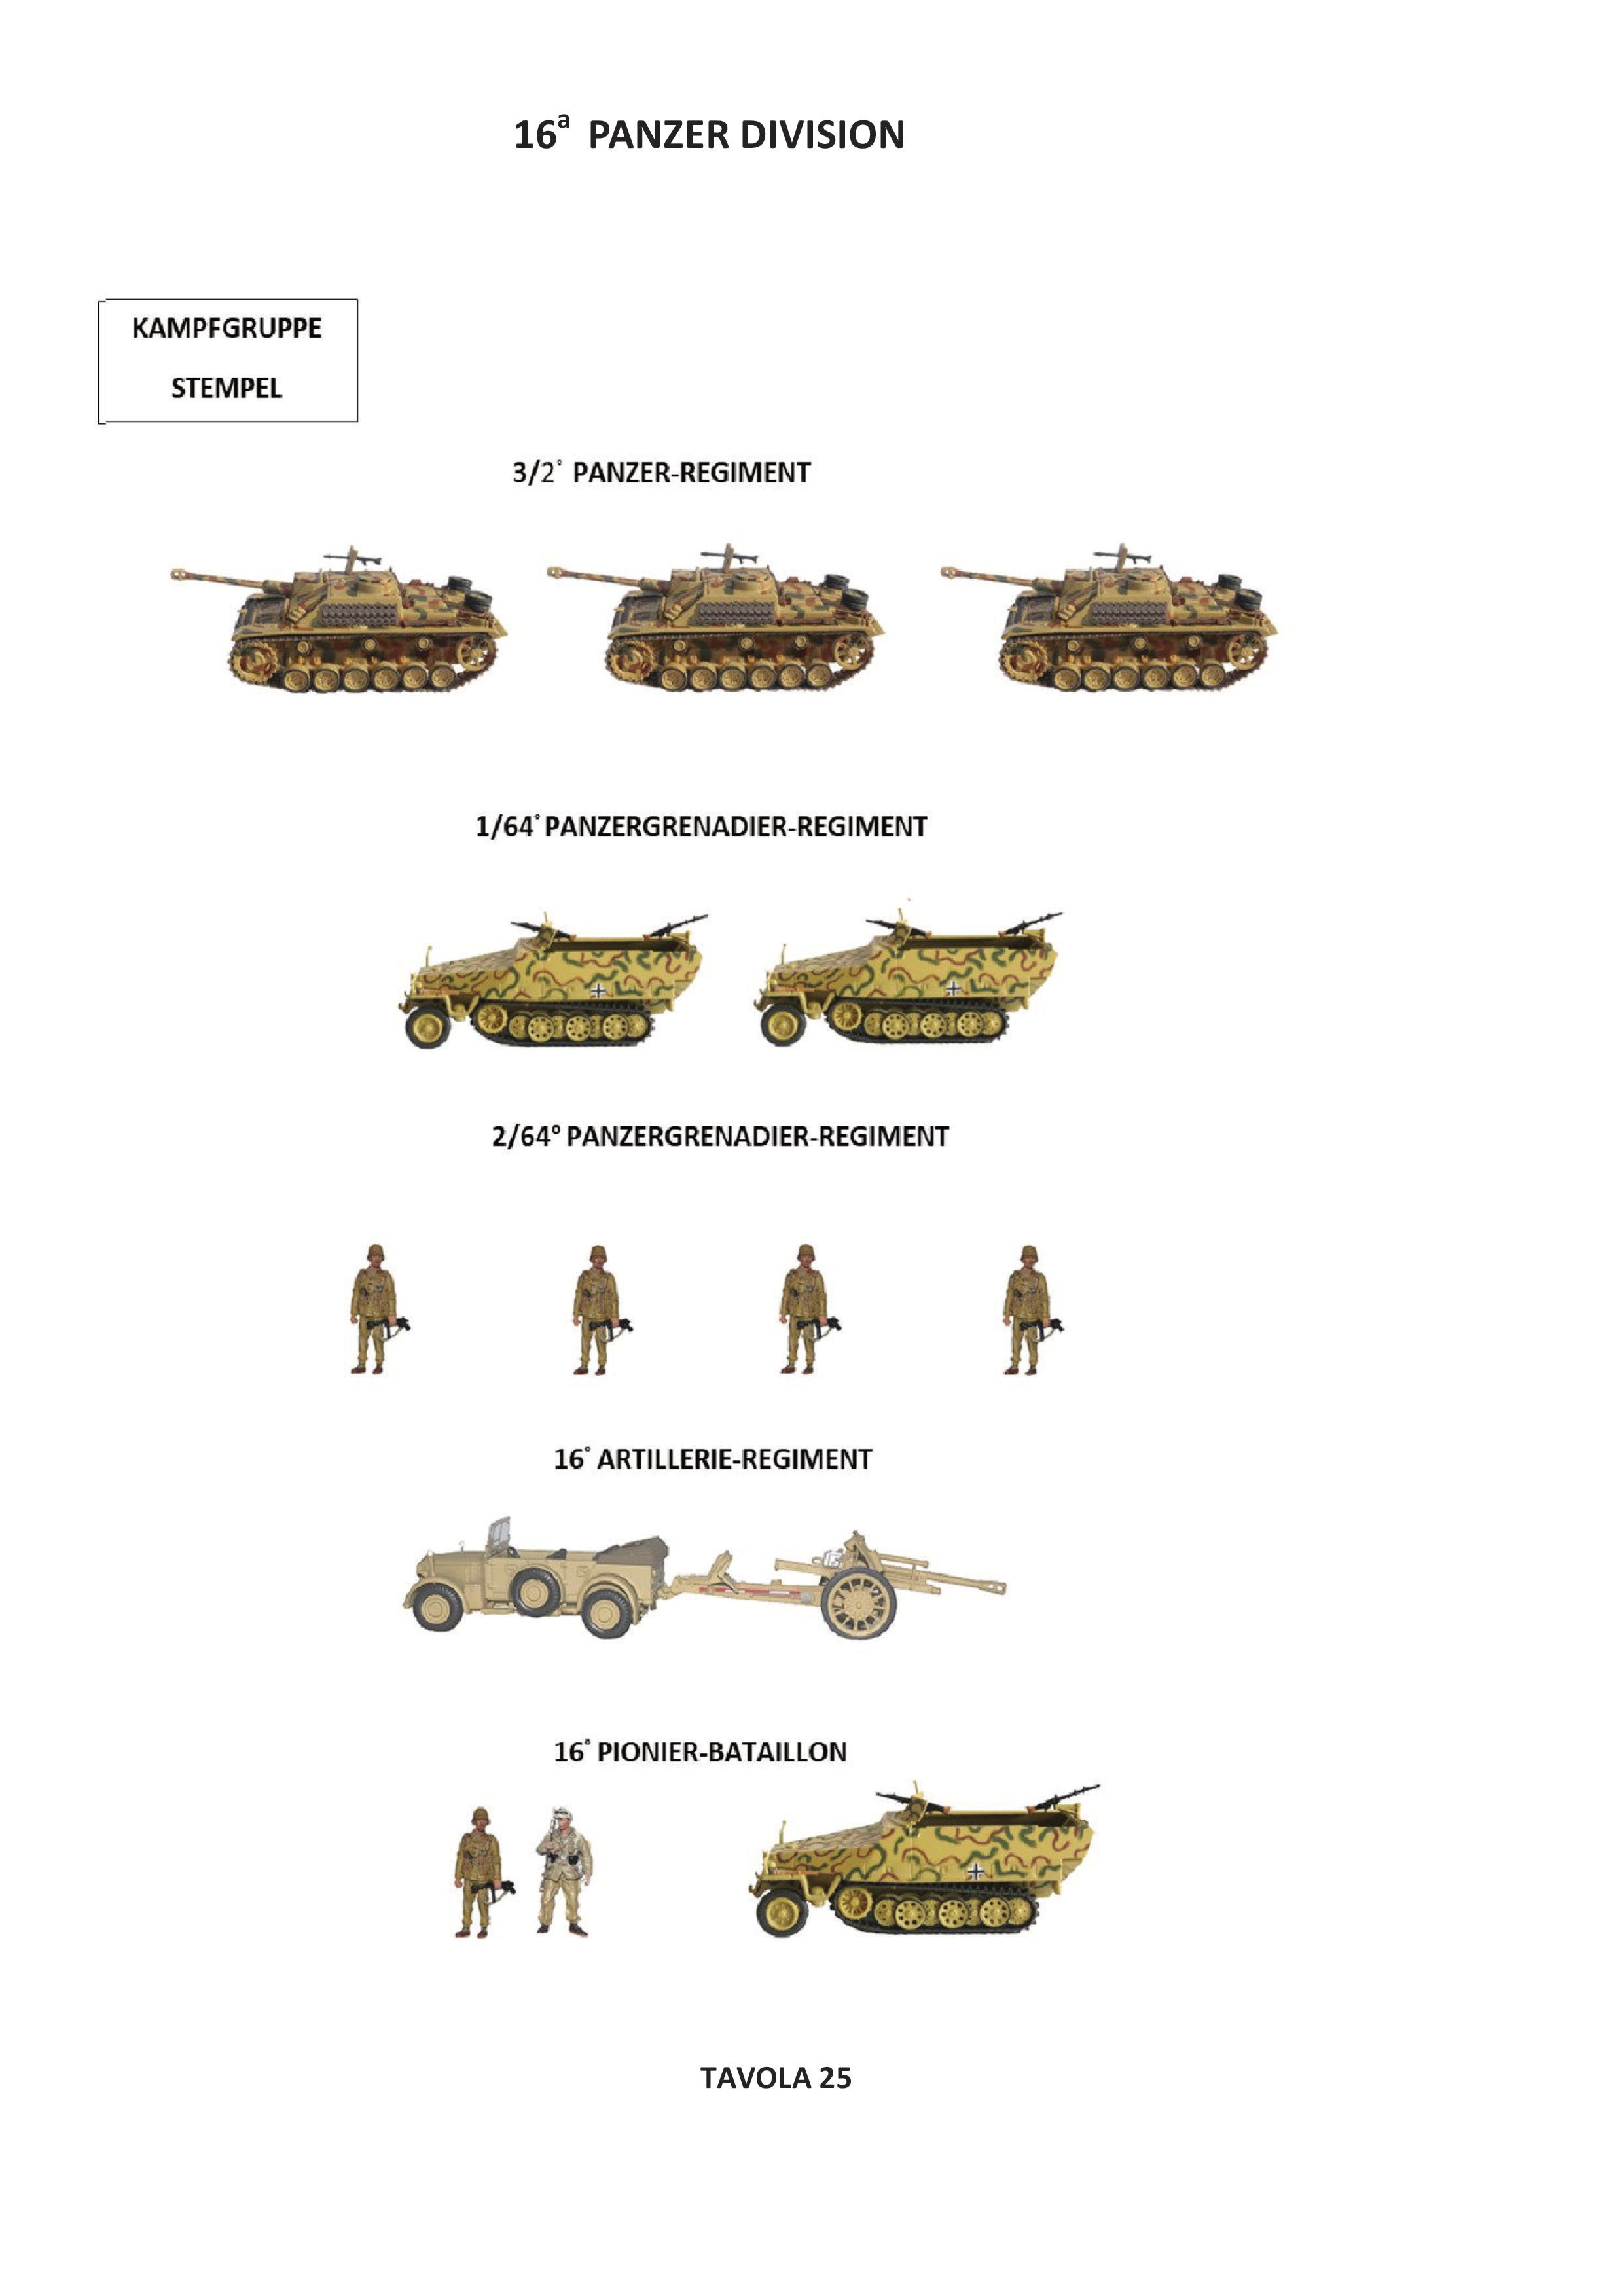 16ª PANZER DIVISION
KAMPFGRUPPE
STEMPEL
3/2° PANZER-REGIMENT
1/64° PANZERGRENADIER-REGIMENT
2/64º PANZERGRENADIER-REGIMENT
16° ARTILLERIE-REGIMENT
16° PIONIER-BATAILLON
TAVOLA 25